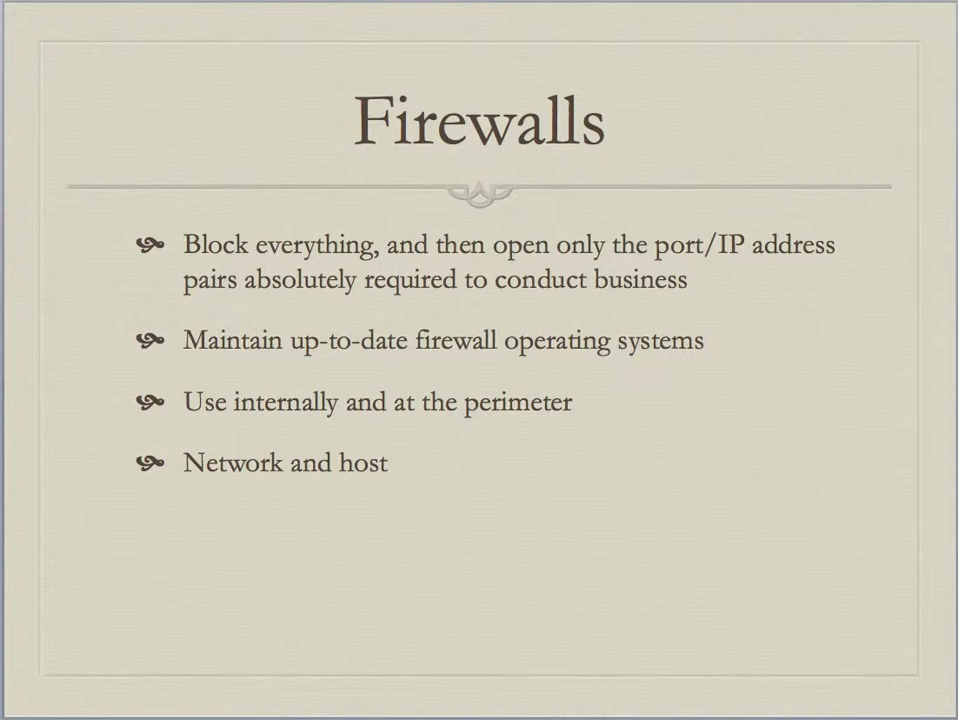 Firewalls
Block everything, and then open only the port/IP address
pairs absolutely required to conduct business
Maintain up-to-date firewall operating systems
Use internally and at the perimeter
Network and host